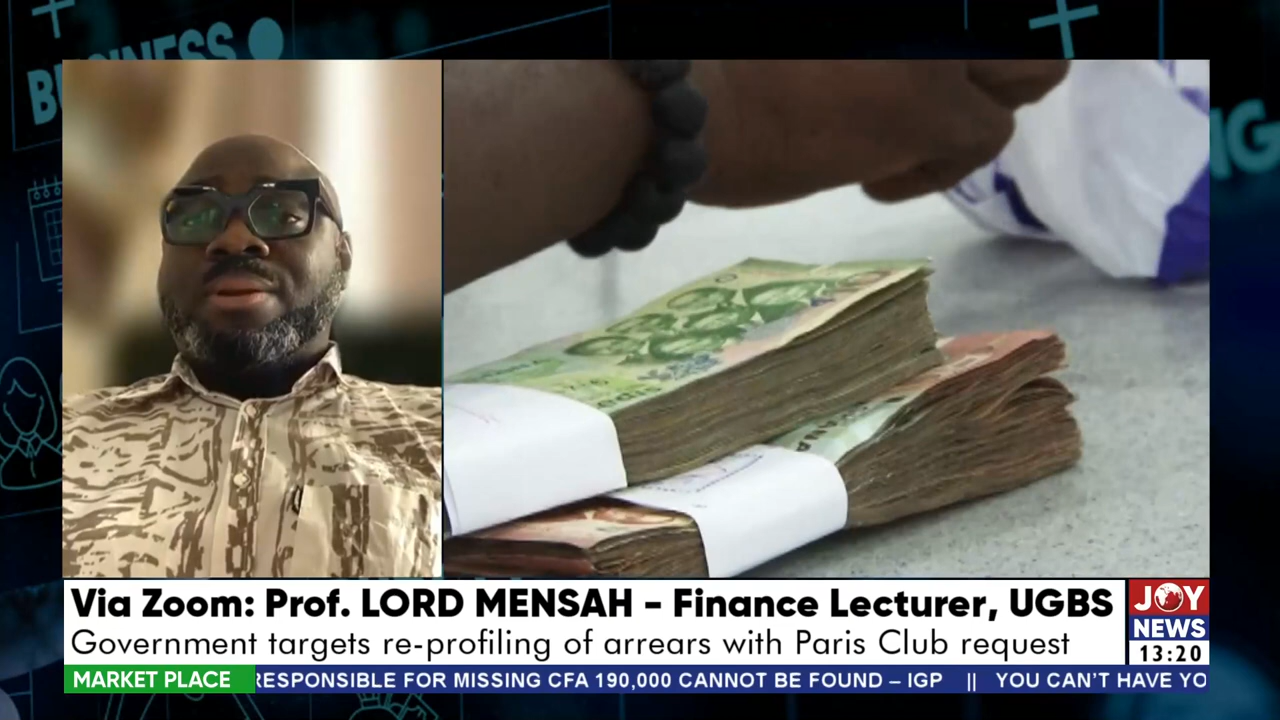 BUSINESS
Via Zoom: Prof. LORD MENSAH – Finance Lecturer, UGBS
Government targets re-profiling of arrears with Paris Club request
JOY
NEWS
13:20
MARKET PLACE
RESPONSIBLE FOR MISSING CFA 190,000 CANNOT BE FOUND – IGP || YOU CAN'T HAVE YO